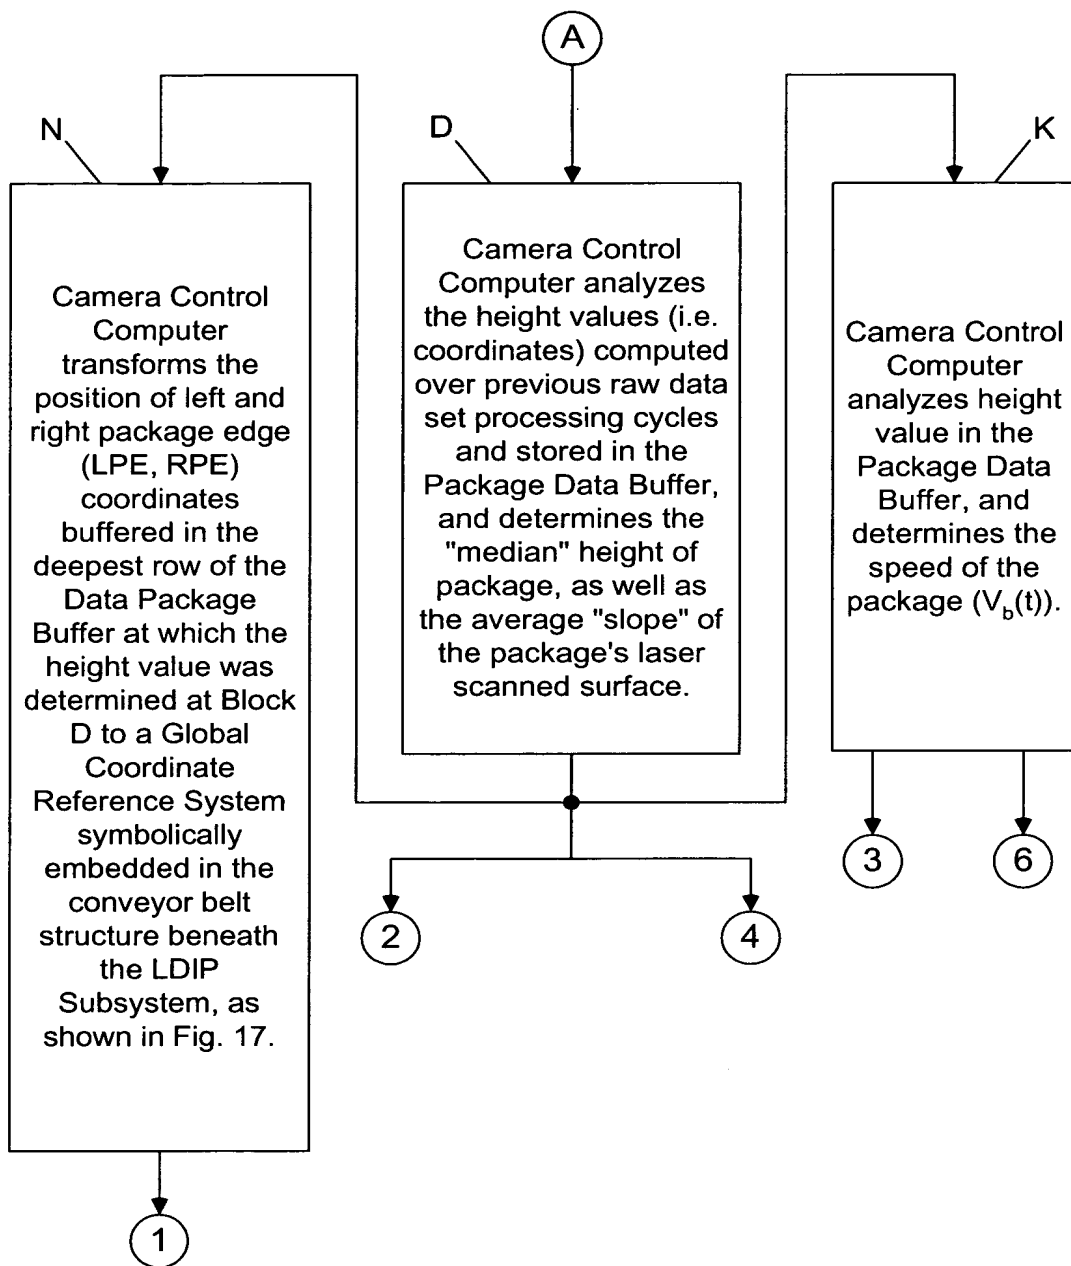 A
N
Camera Control
Computer
transforms the
position of left and
right package edge
(LPE, RPE)
coordinates
buffered in the
deepest row of the
Data Package
Buffer at which the
height value was
determined at Block
D to a Global
Coordinate
Reference System
symbolically
embedded in the
conveyor belt
structure beneath
the LDIP
Subsystem, as
shown in Fig. 17.
1
D
Camera Control
Computer analyzes
the height values (i.e.
coordinates) computed
over previous raw data
set processing cycles
and stored in the
Package Data Buffer,
and determines the
"median" height of
package, as well as
the average "slope" of
the package's laser
scanned surface.
2
4
K
Camera Control
Computer
analyzes height
value in the
Package Data
Buffer, and
determines the
speed of the
package (V_b(t)).
3
6